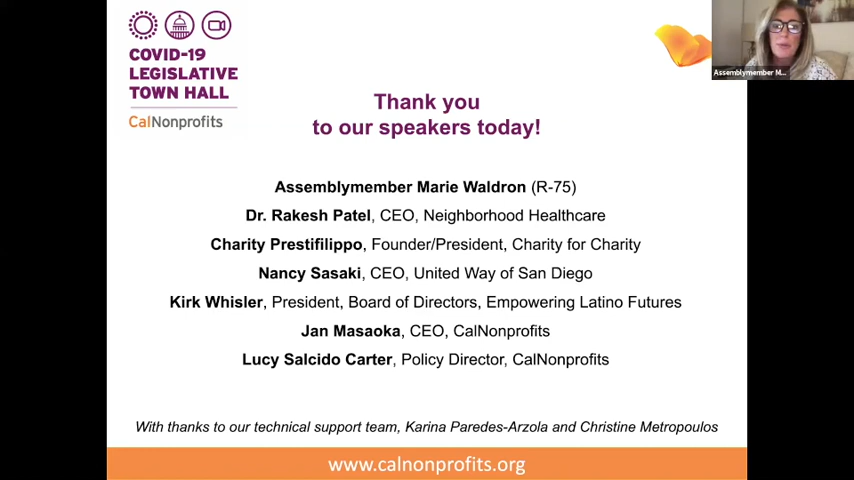 COVID-19
LEGISLATIVE
TOWN HALL
CalNonprofits
Assemblymember M...
Thank you
to our speakers today!
Assemblymember Marie Waldron (R-75)
Dr. Rakesh Patel, CEO, Neighborhood Healthcare
Charity Prestifilippo, Founder/President, Charity for Charity
Nancy Sasaki, CEO, United Way of San Diego
Kirk Whisler, President, Board of Directors, Empowering Latino Futures
Jan Masaoka, CEO, CalNonprofits
Lucy Salcido Carter, Policy Director, CalNonprofits
With thanks to our technical support team, Karina Paredes-Arzola and Christine Metropoulos
www.calnonprofits.org